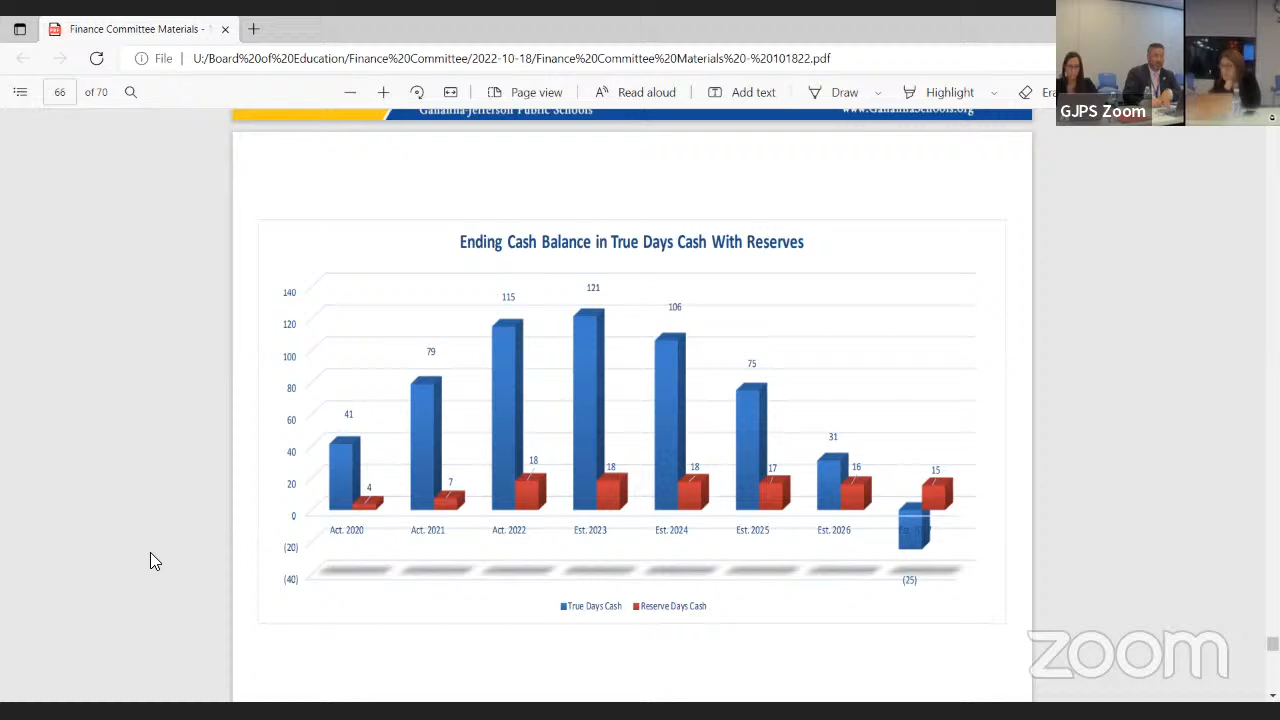 Finance Committee Materials -
File
U:/Board%20of%20Education/Finance%20Committee/2022-10-18/Finance%20Committee%20Materials%20-%20101822.pdf
66 of 70
Page view
Read aloud
Add text
Draw
Highlight
Era
GJPS Zoom
Gahanna-Jefferson Public Schools
www.GahannaSchools.org
Ending Cash Balance in True Days Cash With Reserves
140
120
100
80
60
40
20
0
(20)
(40)
41
4
79
7
115
18
121
18
106
18
75
17
31
16
15
(25)
Act. 2020
Act. 2021
Act. 2022
Est. 2023
Est. 2024
Est. 2025
Est. 2026
True Days Cash
Reserve Days Cash
zoom